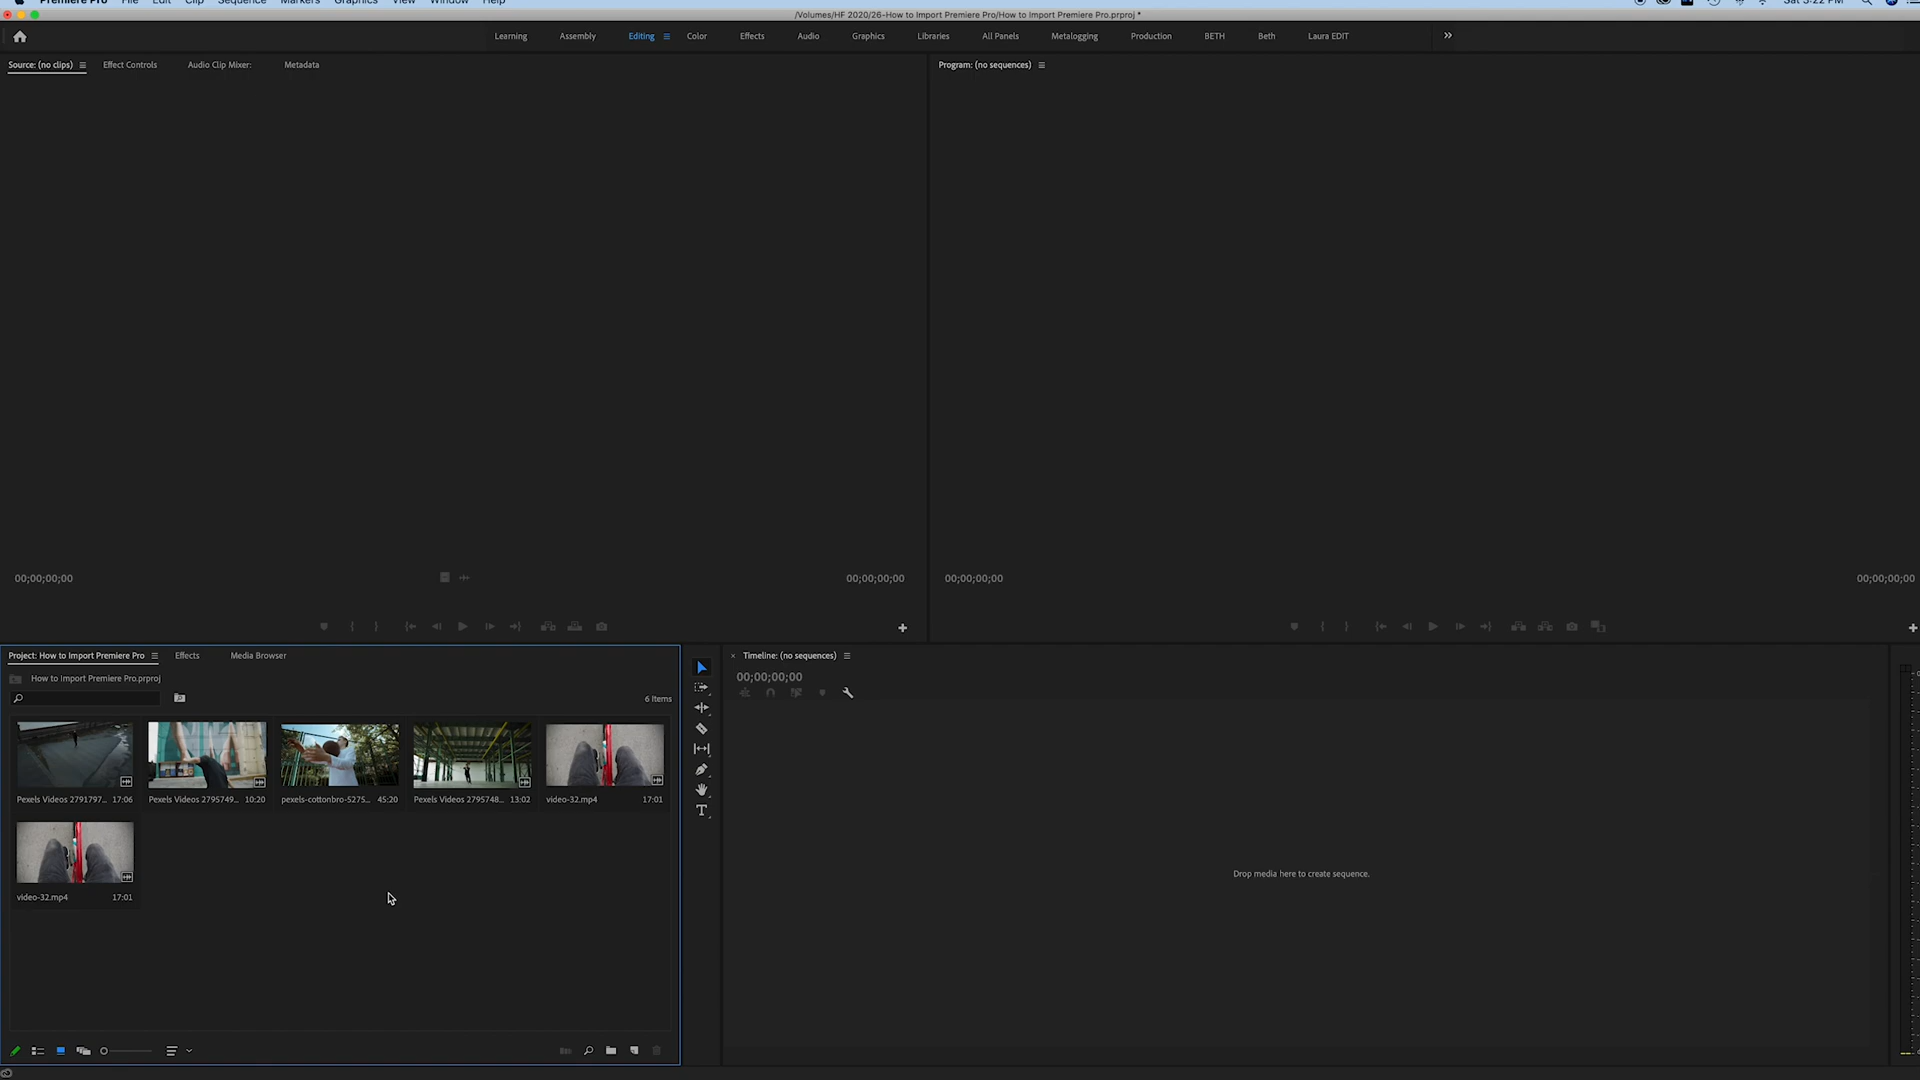 Premiere Pro File Edit Clip Sequence Markers Graphics View Window Help Sat 3:22 PM
/Volumes/HF 2020/26-How to Import Premiere Pro/How to Import Premiere Pro.prproj *
Learning Assembly Editing Color Effects Audio Graphics Libraries All Panels Metalogging Production BETH Beth Laura EDIT
Source: (no clips) Effect Controls Audio Clip Mixer: Metadata
Program: (no sequences)
00;00;00;00 00;00;00;00
00;00;00;00 00;00;00;00
Project: How to Import Premiere Pro Effects Media Browser
How to Import Premiere Pro.prproj
6 Items
Pexels Videos 2791797... 17:06
Pexels Videos 2795749... 10:20
pexels-cottonbro-5275... 45:20
Pexels Videos 2795748... 13:02
video-32.mp4 17:01
video-32.mp4 17:01
Timeline: (no sequences)
00;00;00;00
Drop media here to create sequence.